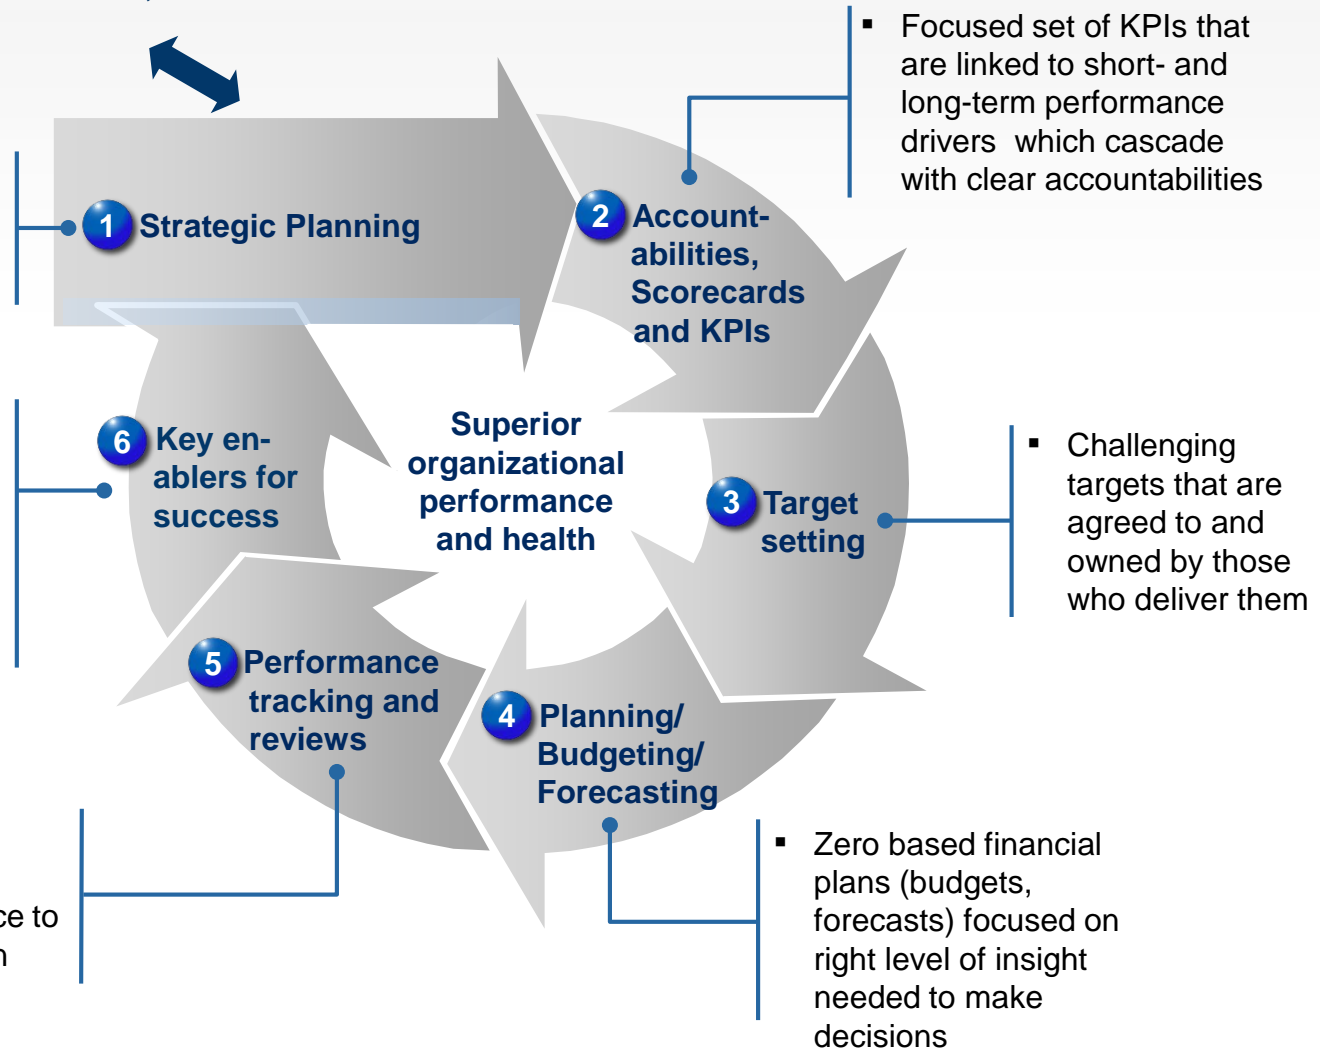 ▪ Focused set of KPIs that
are linked to short- and
long-term performance
drivers which cascade
with clear accountabilities
1 Strategic Planning
2 Account-
abilities,
Scorecards
and KPIs
Superior
organizational
performance
and health
6 Key en-
ablers for
success
3 Target
setting
▪ Challenging
targets that are
agreed to and
owned by those
who deliver them
5 Performance
tracking and
reviews
4 Planning/
Budgeting/
Forecasting
▪ Zero based financial
plans (budgets,
forecasts) focused on
right level of insight
needed to make
decisions
to